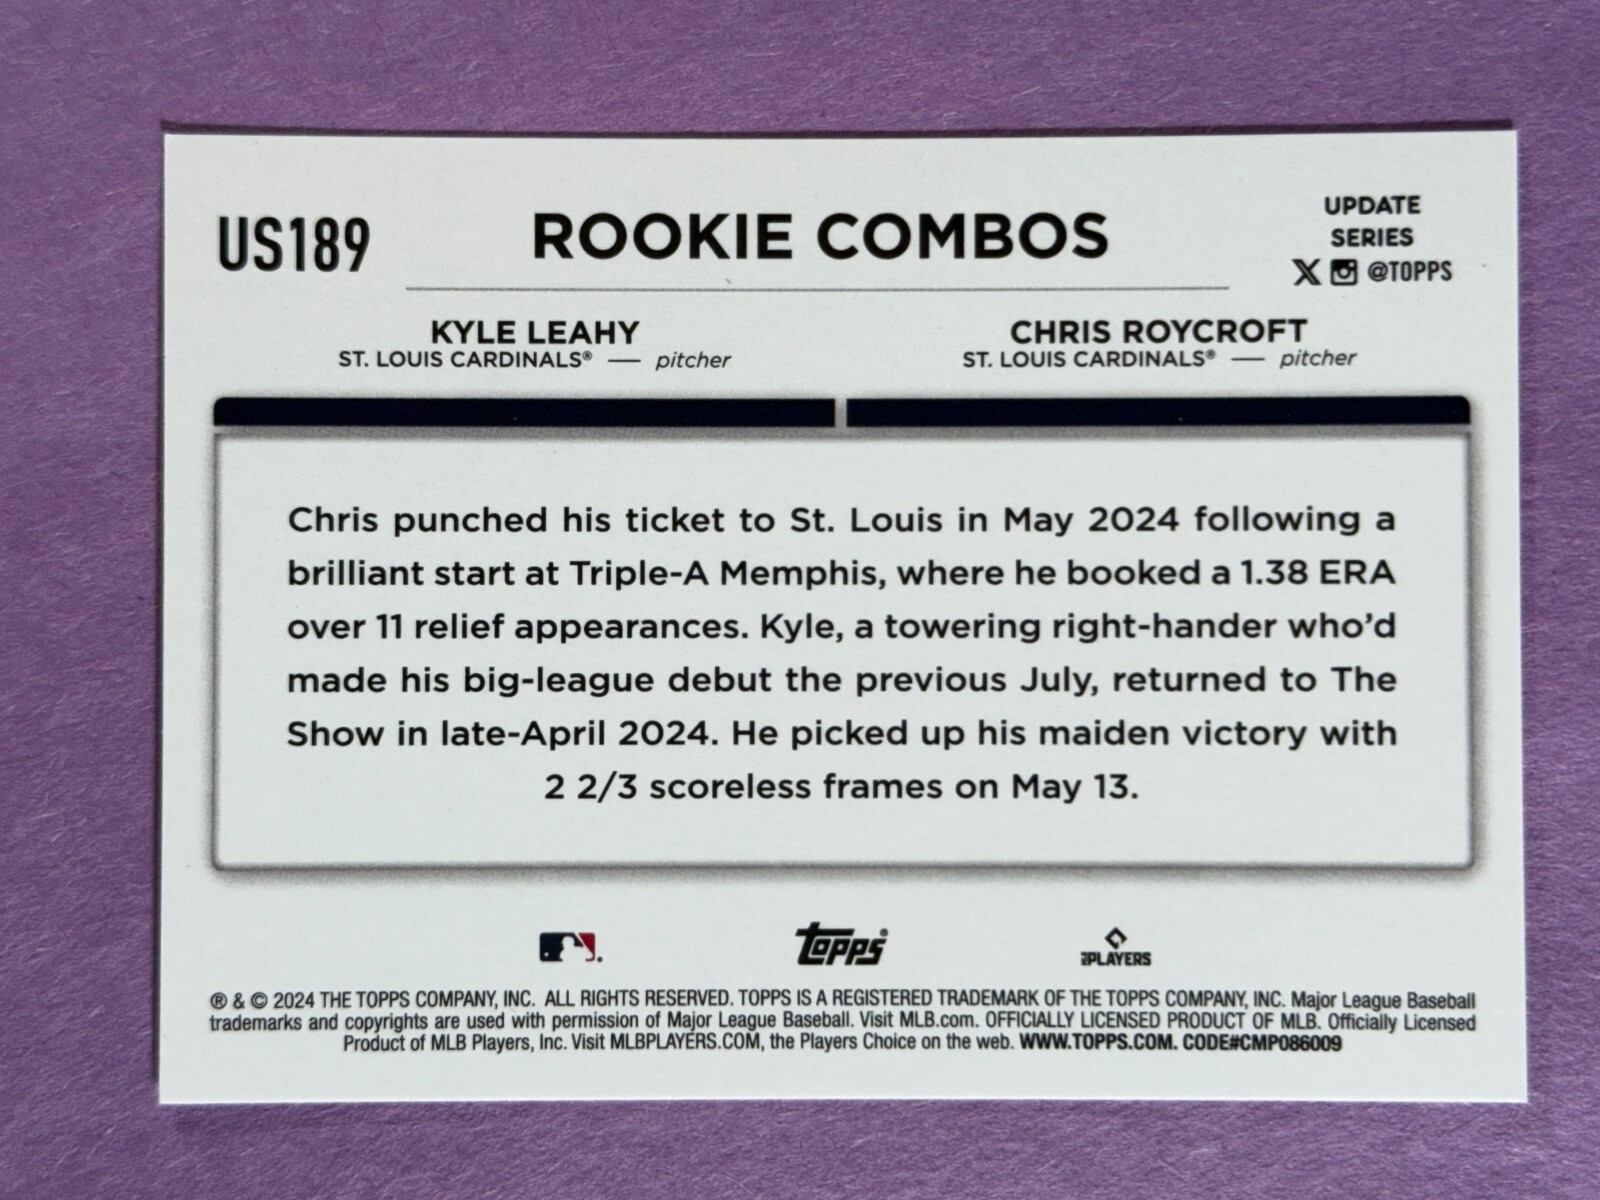 US189
ROOKIE COMBOS
UPDATE
SERIES
@TOPPS
KYLE LEAHY
ST. LOUIS CARDINALS® — pitcher
CHRIS ROYCROFT
ST. LOUIS CARDINALS® — pitcher
Chris punched his ticket to St. Louis in May 2024 following a
brilliant start at Triple-A Memphis, where he booked a 1.38 ERA
over 11 relief appearances. Kyle, a towering right-hander who’d
made his big-league debut the previous July, returned to The
Show in late-April 2024. He picked up his maiden victory with
2 2/3 scoreless frames on May 13.
topps®
PLAYERS
® & © 2024 THE TOPPS COMPANY, INC. ALL RIGHTS RESERVED. TOPPS IS A REGISTERED TRADEMARK OF THE TOPPS COMPANY, INC. Major League Baseball
trademarks and copyrights are used with permission of Major League Baseball. Visit MLB.com. OFFICIALLY LICENSED PRODUCT OF MLB. Officially Licensed
Product of MLB Players, Inc. Visit MLBPLAYERS.COM, the Players Choice on the web. WWW.TOPPS.COM. CODE#CMP086009